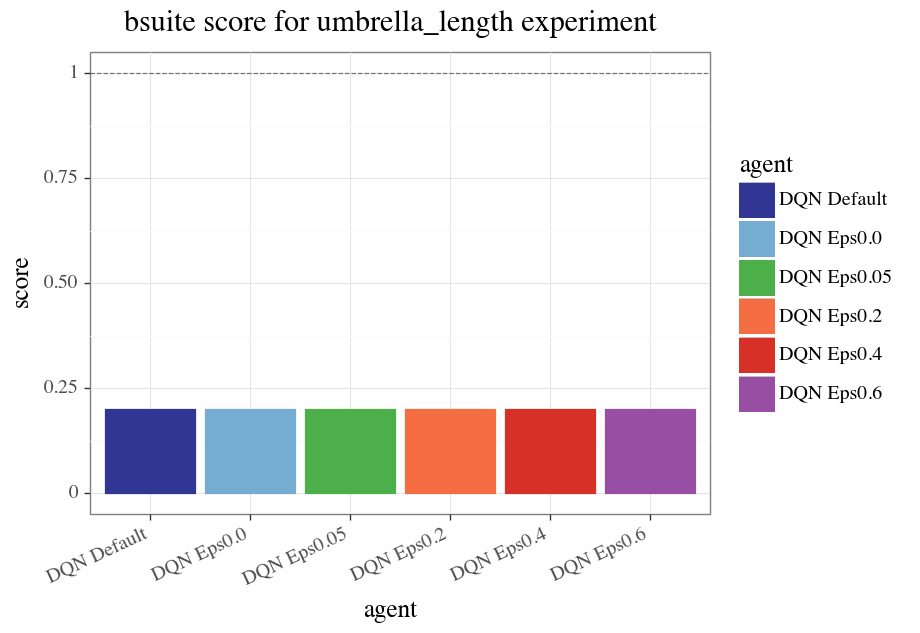 bsuite score for umbrella_length experiment
1
0.75
0.50
0.25
0
score
DQN Default
DQN Eps0.0
DQN Eps0.05
DQN Eps0.2
DQN Eps0.4
DQN Eps0.6
agent
agent
DQN Default
DQN Eps0.0
DQN Eps0.05
DQN Eps0.2
DQN Eps0.4
DQN Eps0.6